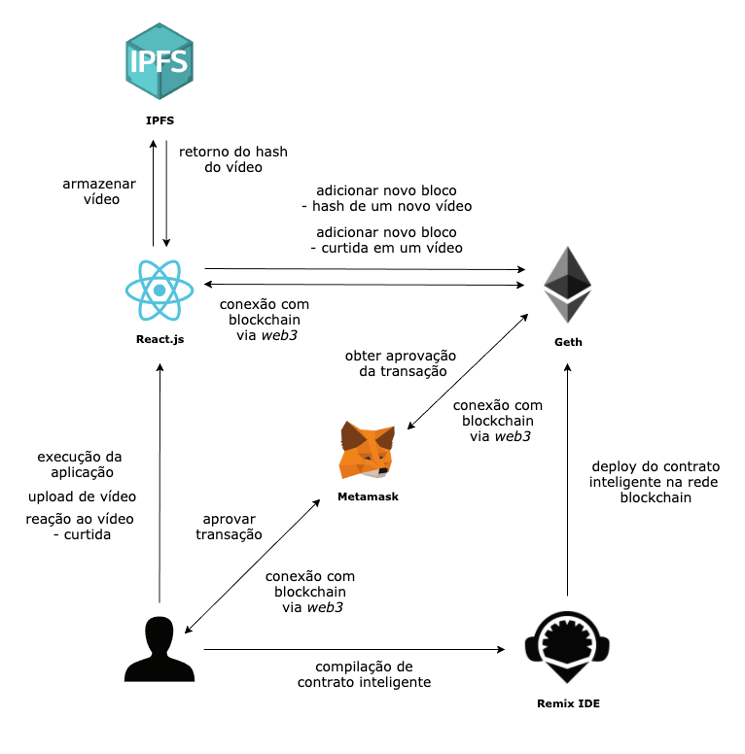 IPFS
IPFS
retorno do hash
do vídeo
armazenar
vídeo
adicionar novo bloco
- hash de um novo vídeo
adicionar novo bloco
- curtida em um vídeo
conexão com
blockchain
via web3
React.js
Geth
obter aprovação
da transação
conexão com
blockchain
via web3
Metamask
execução da
aplicação
upload de vídeo
reação ao vídeo
- curtida
aprovar
transação
conexão com
blockchain
via web3
deploy do contrato
inteligente na rede
blockchain
compilação de
contrato inteligente
Remix IDE